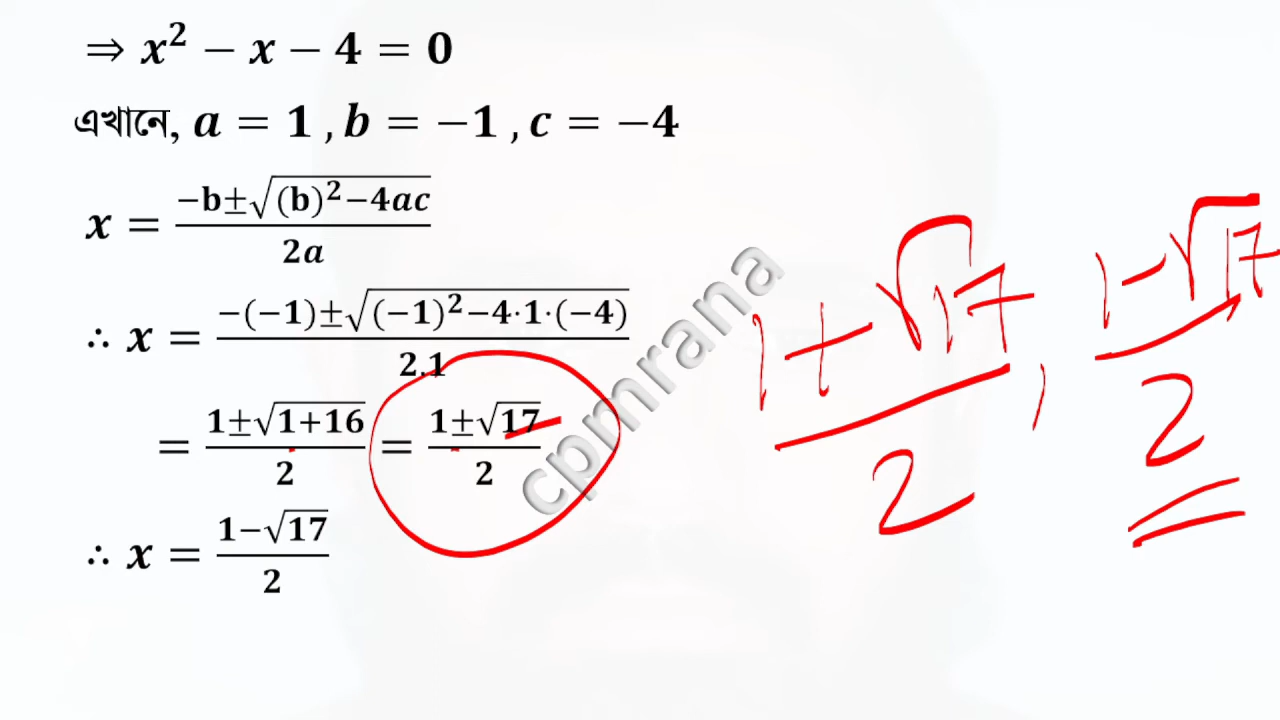 ⇒ x² − x − 4 = 0
এখানে, a = 1 , b = −1 , c = −4
x = (−b±√((b)²−4ac))/(2a)
∴ x = (−(−1)±√((−1)²−4·1·(−4)))/(2.1)
= (1±√(1+16))/2 = (1±√17)/2
∴ x = (1−√17)/2
(1+√17)/2 , (1−√17)/2
cpmrana